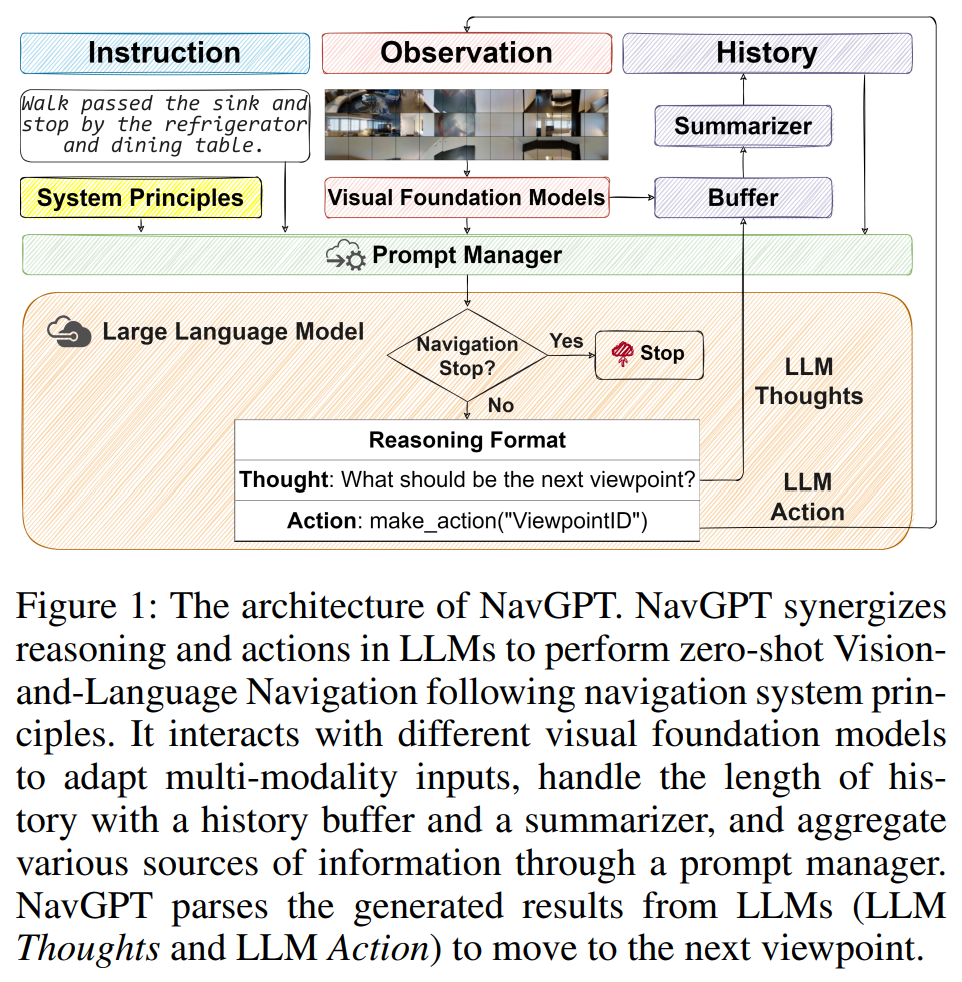 Instruction
Observation
History
Walk passed the sink and
stop by the refrigerator
and dining table.
Summarizer
System Principles
Visual Foundation Models
Buffer
Prompt Manager
Large Language Model
Navigation
Stop?
Yes
Stop
No
LLM
Thoughts
Reasoning Format
Thought: What should be the next viewpoint?
Action: make_action("ViewpointID")
LLM
Action
Figure 1: The architecture of NavGPT. NavGPT synergizes
reasoning and actions in LLMs to perform zero-shot Vision-
and-Language Navigation following navigation system prin-
ciples. It interacts with different visual foundation models
to adapt multi-modality inputs, handle the length of his-
tory with a history buffer and a summarizer, and aggregate
various sources of information through a prompt manager.
NavGPT parses the generated results from LLMs (LLM
Thoughts and LLM Action) to move to the next viewpoint.